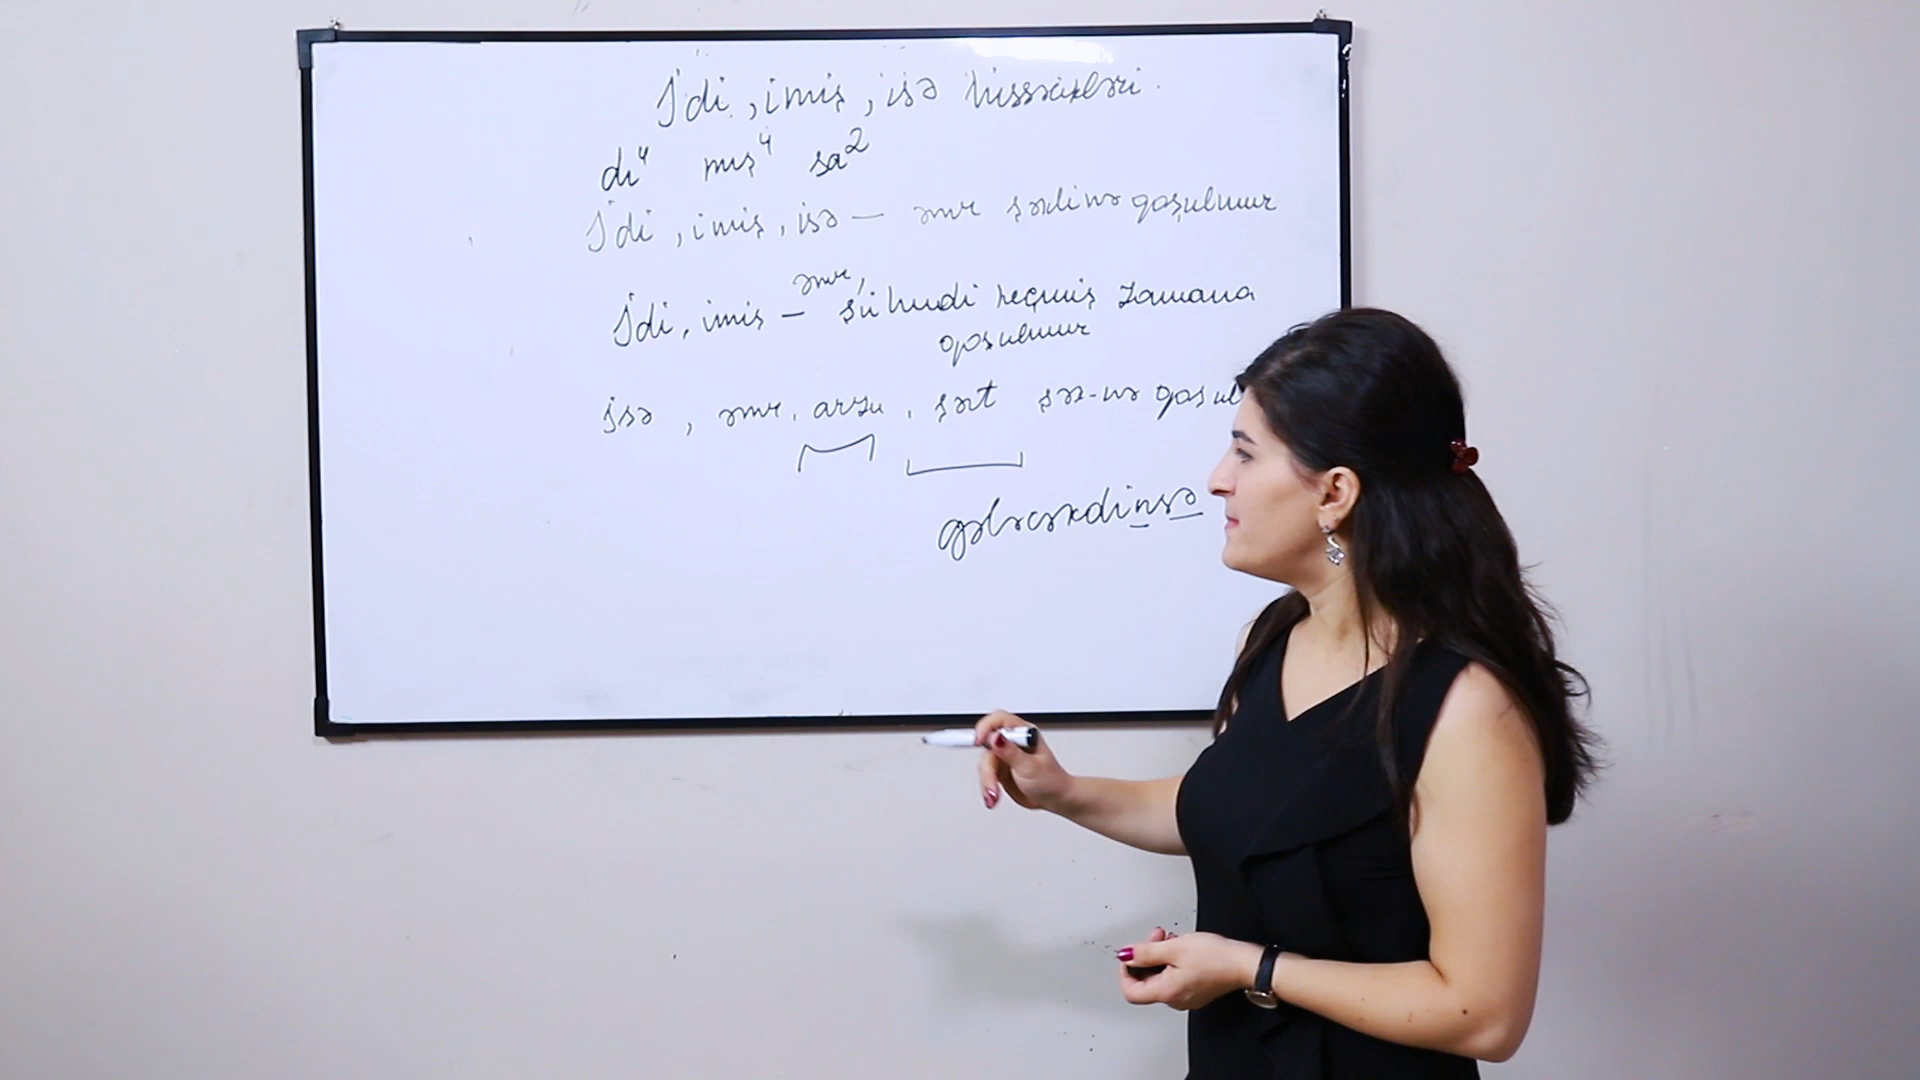 İdi, imiş, isə hissəcikləri.
di⁴ mış⁴ sa²
İdi, imiş, isə — əmr şəklinə qoşulmur
əmr,
İdi, imiş — şühudi keçmiş zamana
qoşulmur
isə, əmr, arzu, şərt şək-nə qoşul
gələcəkdinsə